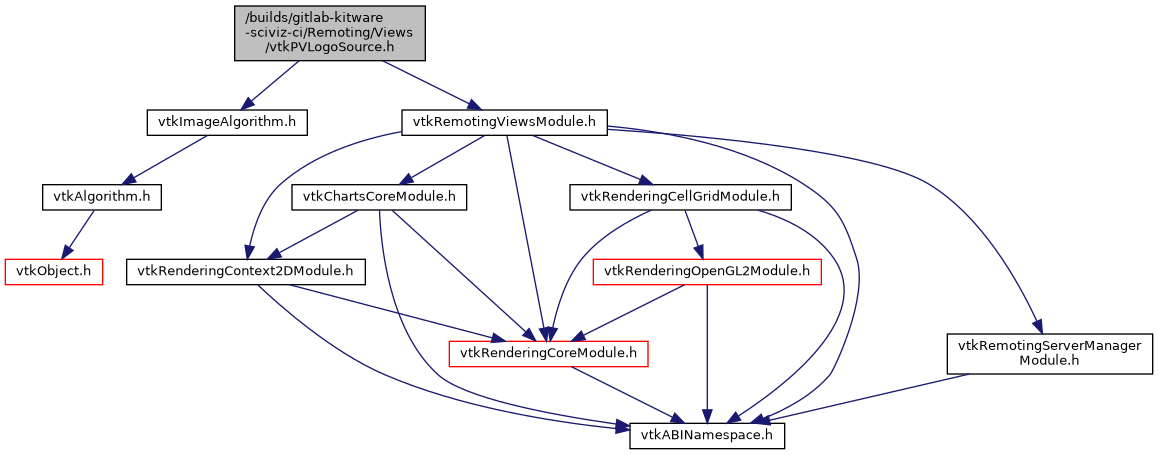 /builds/gitlab-kitware
-sciviz-ci/Remoting/Views
/vtkPVLogoSource.h
vtkImageAlgorithm.h
vtkRemotingViewsModule.h
vtkAlgorithm.h
vtkChartsCoreModule.h
vtkRenderingCellGridModule.h
vtkObject.h
vtkRenderingContext2DModule.h
vtkRenderingOpenGL2Module.h
vtkRenderingCoreModule.h
vtkRemotingServerManager
Module.h
vtkABINamespace.h